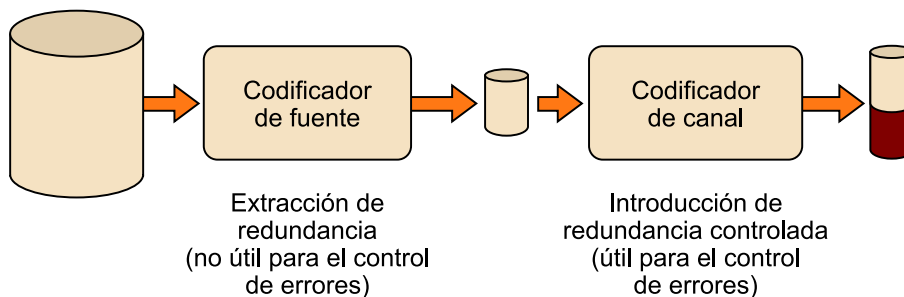 Codificador
de fuente
Codificador
de canal
Extracción de
redundancia
(no útil para el control
de errores)
Introducción de
redundancia controlada
(útil para el control
de errores)